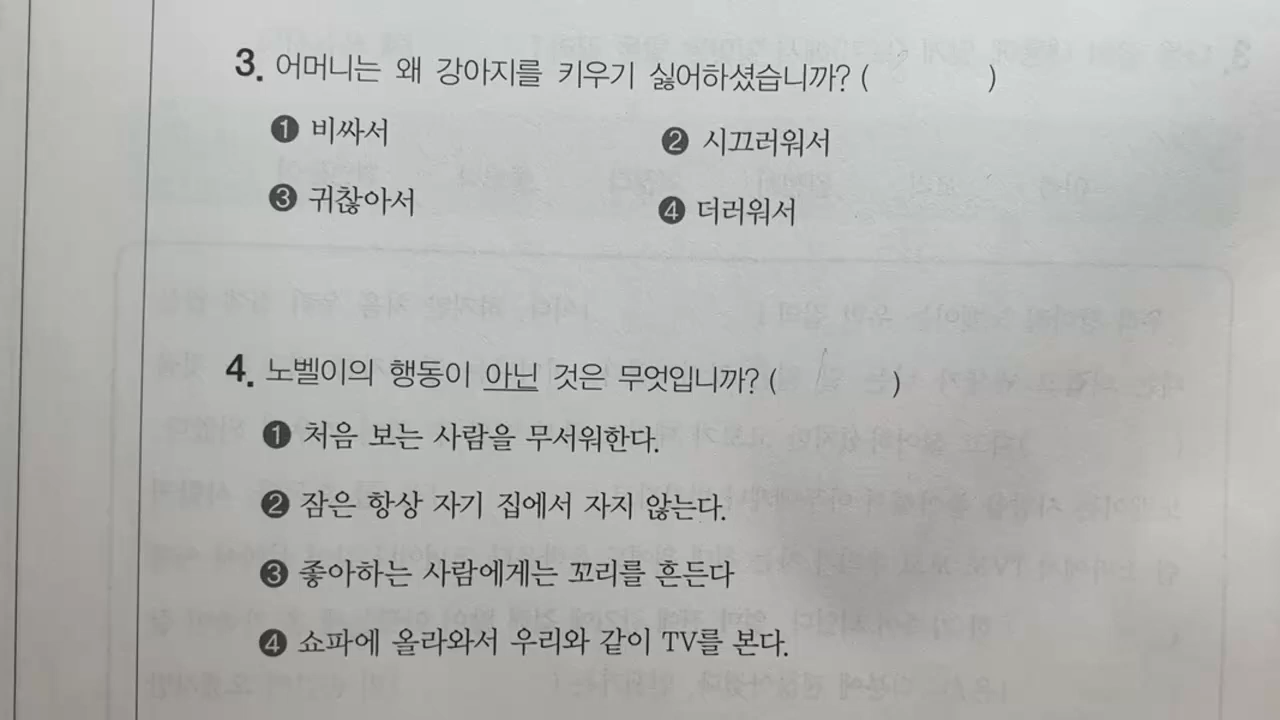 3. 어머니는 왜 강아지를 키우기 싫어하셨습니까? ( )
❶ 비싸서 ❷ 시끄러워서
❸ 귀찮아서 ❹ 더러워서
4. 노벨이의 행동이 아닌 것은 무엇입니까? ( )
❶ 처음 보는 사람을 무서워한다.
❷ 잠은 항상 자기 집에서 자지 않는다.
❸ 좋아하는 사람에게는 꼬리를 흔든다
❹ 쇼파에 올라와서 우리와 같이 TV를 본다.